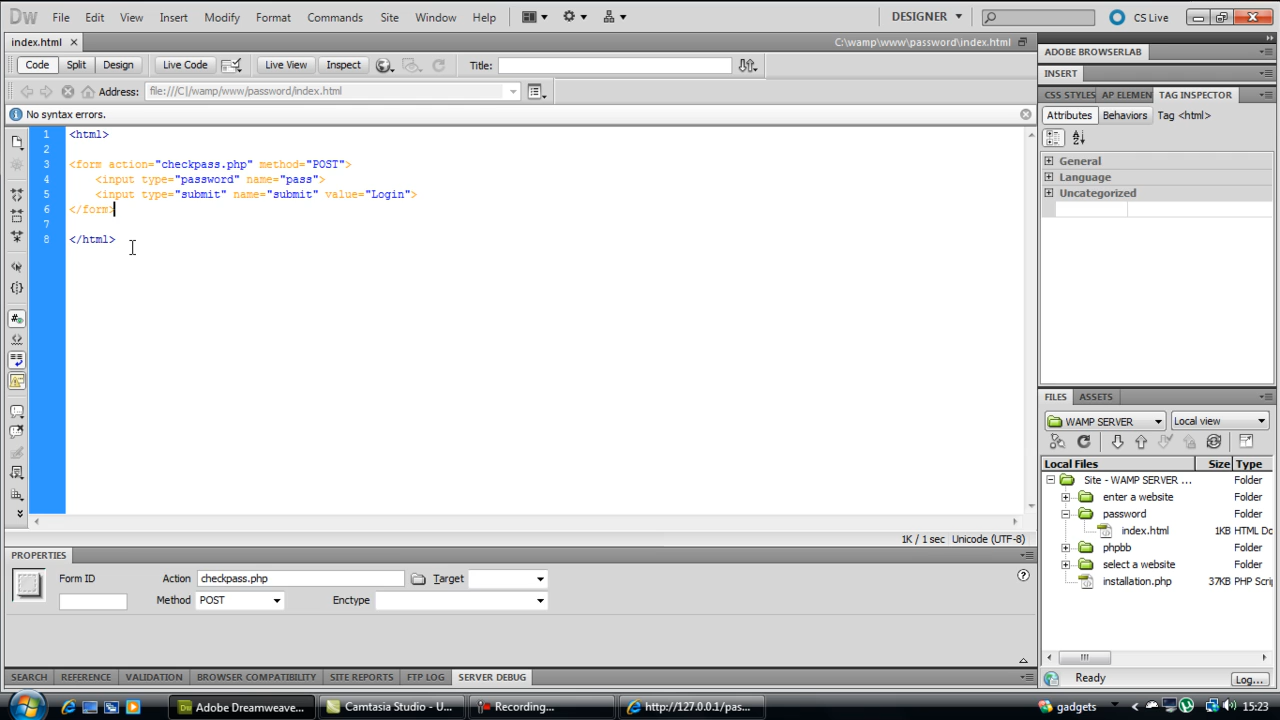 Dw File Edit View Insert Modify Format Commands Site Window Help DESIGNER CS Live
index.html C:\wamp\www\password\index.html
Code Split Design Live Code Live View Inspect Title:
Address: file:///C|/wamp/www/password/index.html
No syntax errors.
1 <html>
2
3 <form action="checkpass.php" method="POST">
4 <input type="password" name="pass">
5 <input type="submit" name="submit" value="Login">
6 </form>
7
8 </html>
1K / 1 sec Unicode (UTF-8)
PROPERTIES
Form ID Action checkpass.php Target
Method POST Enctype
SEARCH REFERENCE VALIDATION BROWSER COMPATIBILITY SITE REPORTS FTP LOG SERVER DEBUG
ADOBE BROWSERLAB
INSERT
CSS STYLES AP ELEMEN TAG INSPECTOR
Attributes Behaviors Tag <html>
General
Language
Uncategorized
FILES ASSETS
WAMP SERVER Local view
Local Files Size Type
Site - WAMP SERVER ... Folder
enter a website Folder
password Folder
index.html 1KB HTML Do
phpbb Folder
select a website Folder
installation.php 37KB PHP Scri
Ready Log...
Adobe Dreamweave... Camtasia Studio - U... Recording... http://127.0.0.1/pas... gadgets 15:23